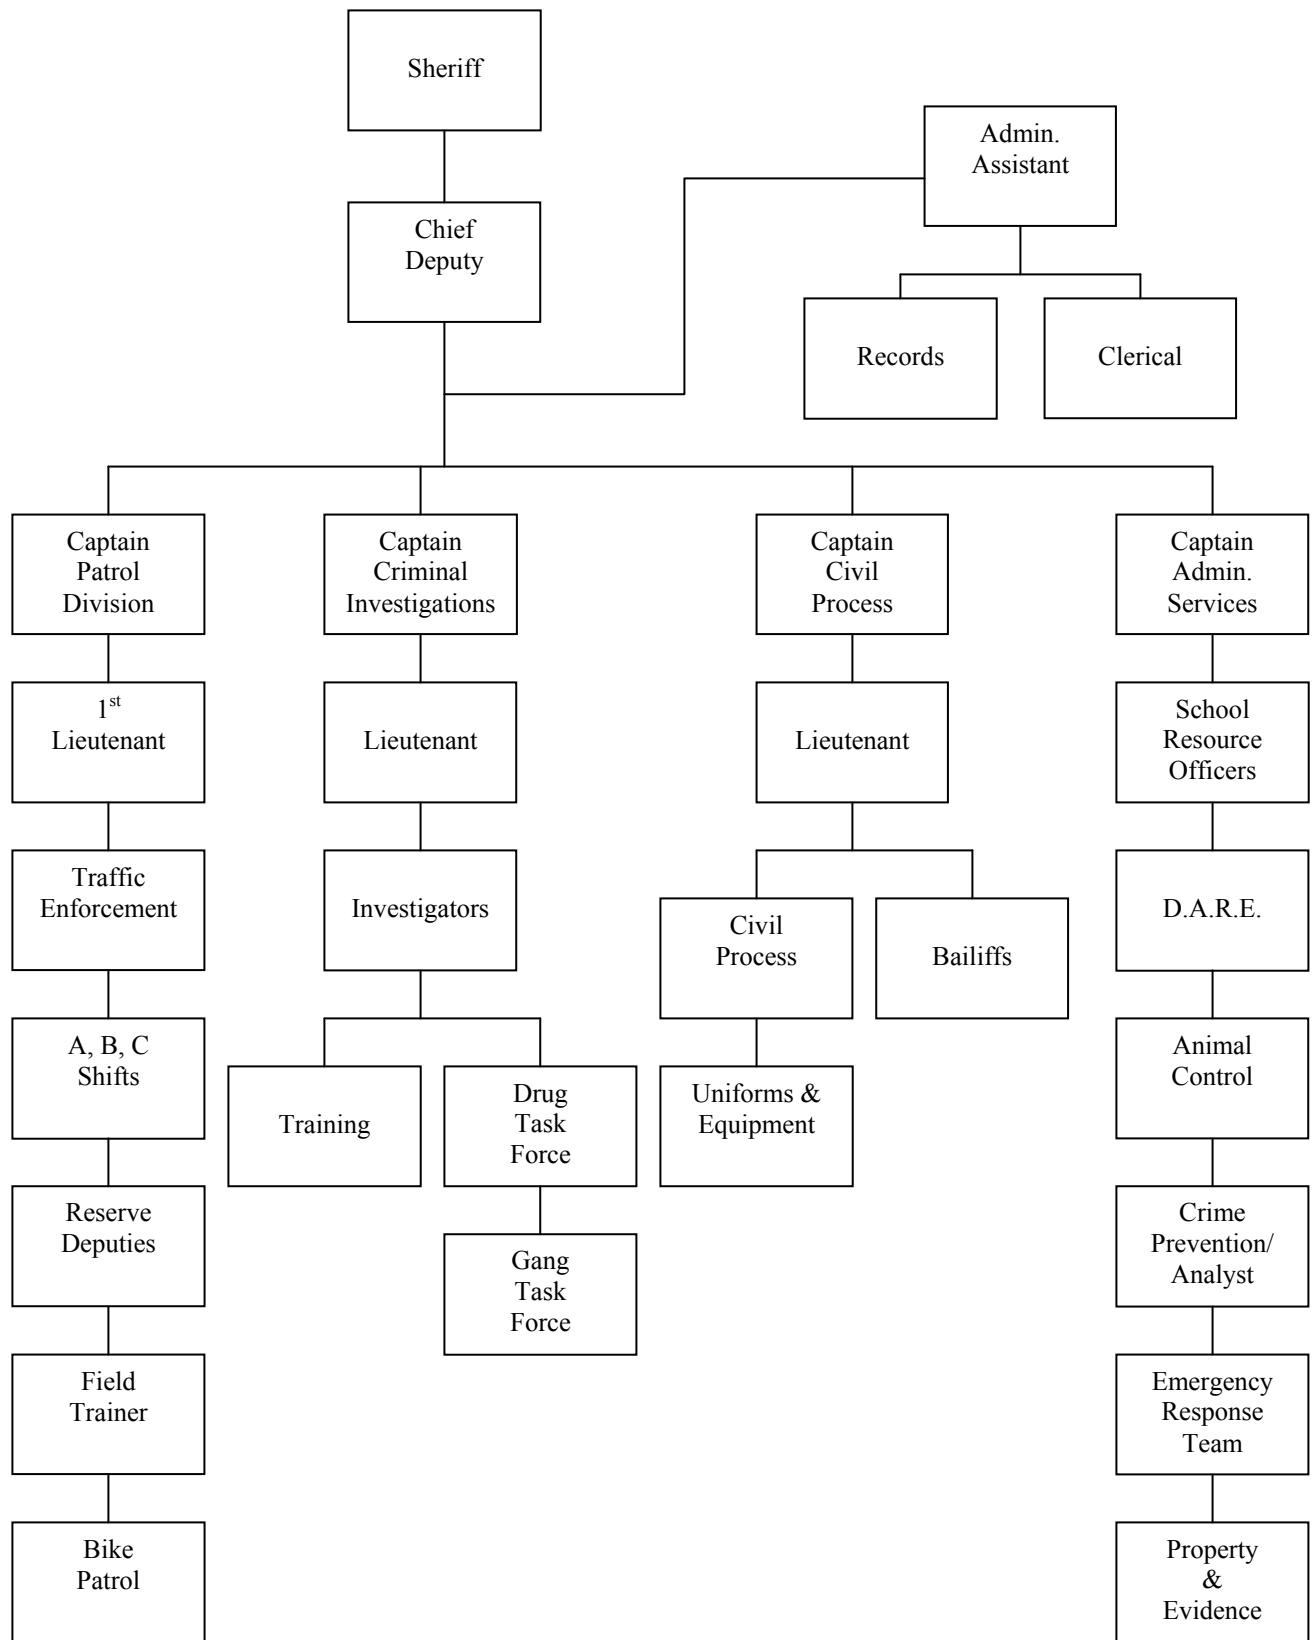 Sheriff
Admin.
Assistant
Chief
Deputy
Records
Clerical
Captain
Patrol
Division
Captain
Criminal
Investigations
Captain
Civil
Process
Captain
Admin.
Services
1st
Lieutenant
Lieutenant
Lieutenant
School
Resource
Officers
Traffic
Enforcement
Investigators
Civil
Process
Bailiffs
D.A.R.E.
A, B, C
Shifts
Training
Drug
Task
Force
Uniforms &
Equipment
Animal
Control
Reserve
Deputies
Gang
Task
Force
Crime
Prevention/
Analyst
Field
Trainer
Emergency
Response
Team
Bike
Patrol
Property
&
Evidence